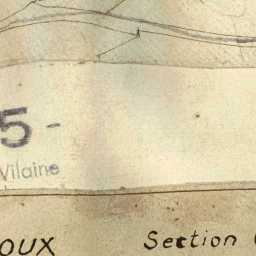 5-
Vilaine
oux
Section